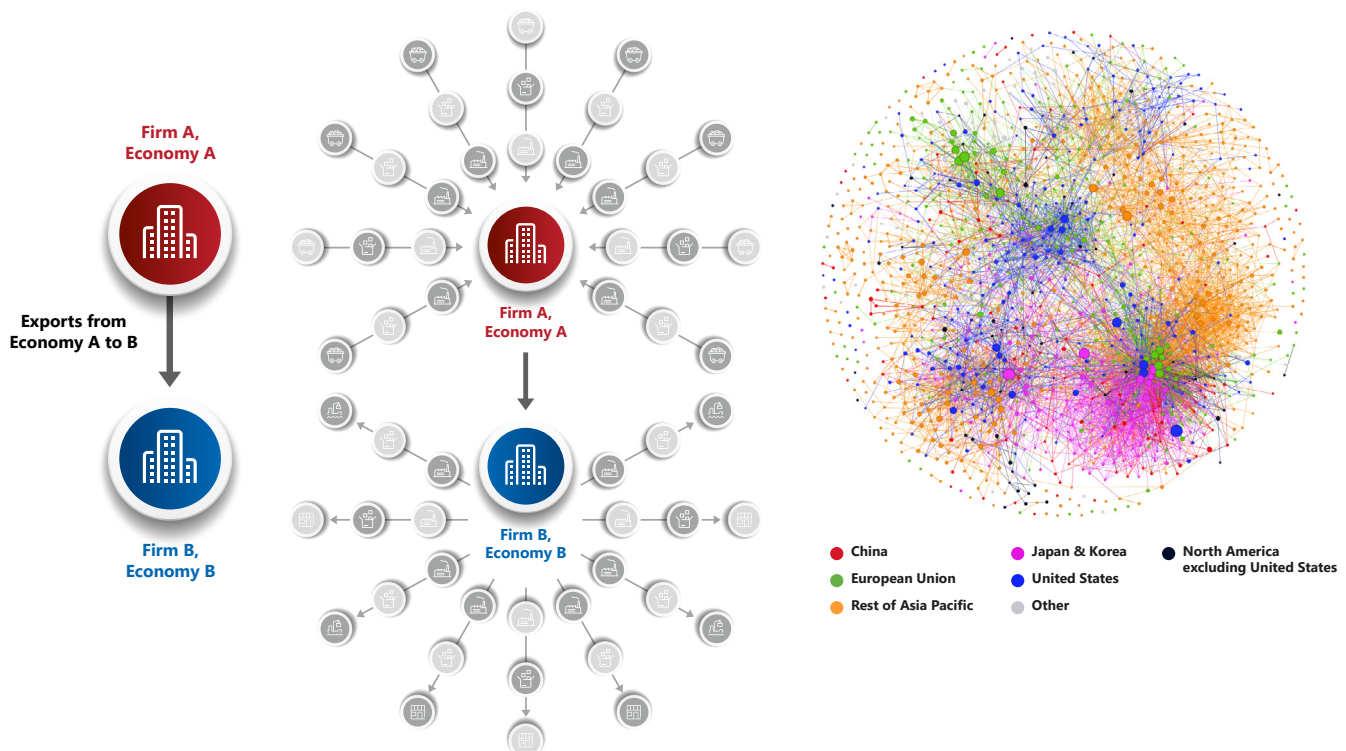 Firm A,
Economy A
Exports from
Economy A to B
Firm B,
Economy B
Firm A,
Economy A
Firm B,
Economy B
China
European Union
Rest of Asia Pacific
Japan & Korea
United States
Other
North America
excluding United States